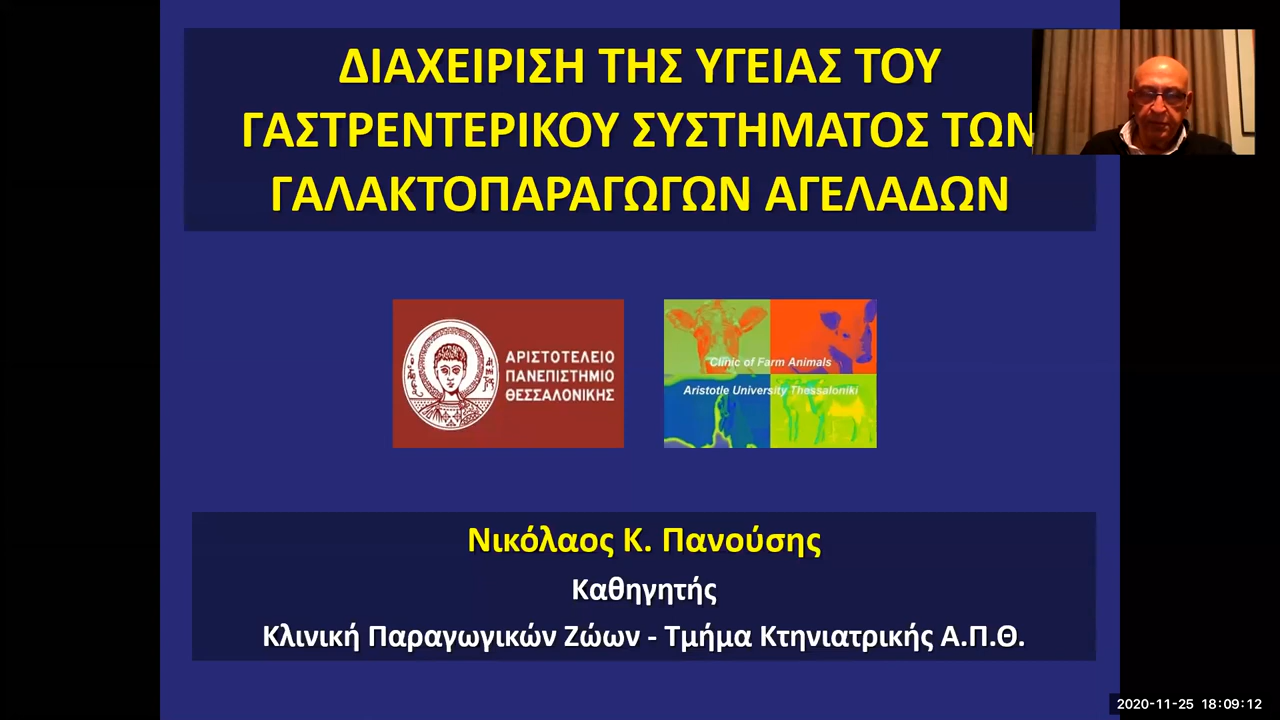 ΔΙΑΧΕΙΡΙΣΗ ΤΗΣ ΥΓΕΙΑΣ ΤΟΥ
ΓΑΣΤΡΕΝΤΕΡΙΚΟΥ ΣΥΣΤΗΜΑΤΟΣ ΤΩΝ
ΓΑΛΑΚΤΟΠΑΡΑΓΩΓΩΝ ΑΓΕΛΑΔΩΝ
ΑΡΙΣΤΟΤΕΛΕΙΟ
ΠΑΝΕΠΙΣΤΗΜΙΟ
ΘΕΣΣΑΛΟΝΙΚΗΣ
Clinic of Farm Animals
Aristotle University Thessaloniki
Νικόλαος Κ. Πανούσης
Καθηγητής
Κλινική Παραγωγικών Ζώων - Τμήμα Κτηνιατρικής Α.Π.Θ.
2020-11-25 18:09:12